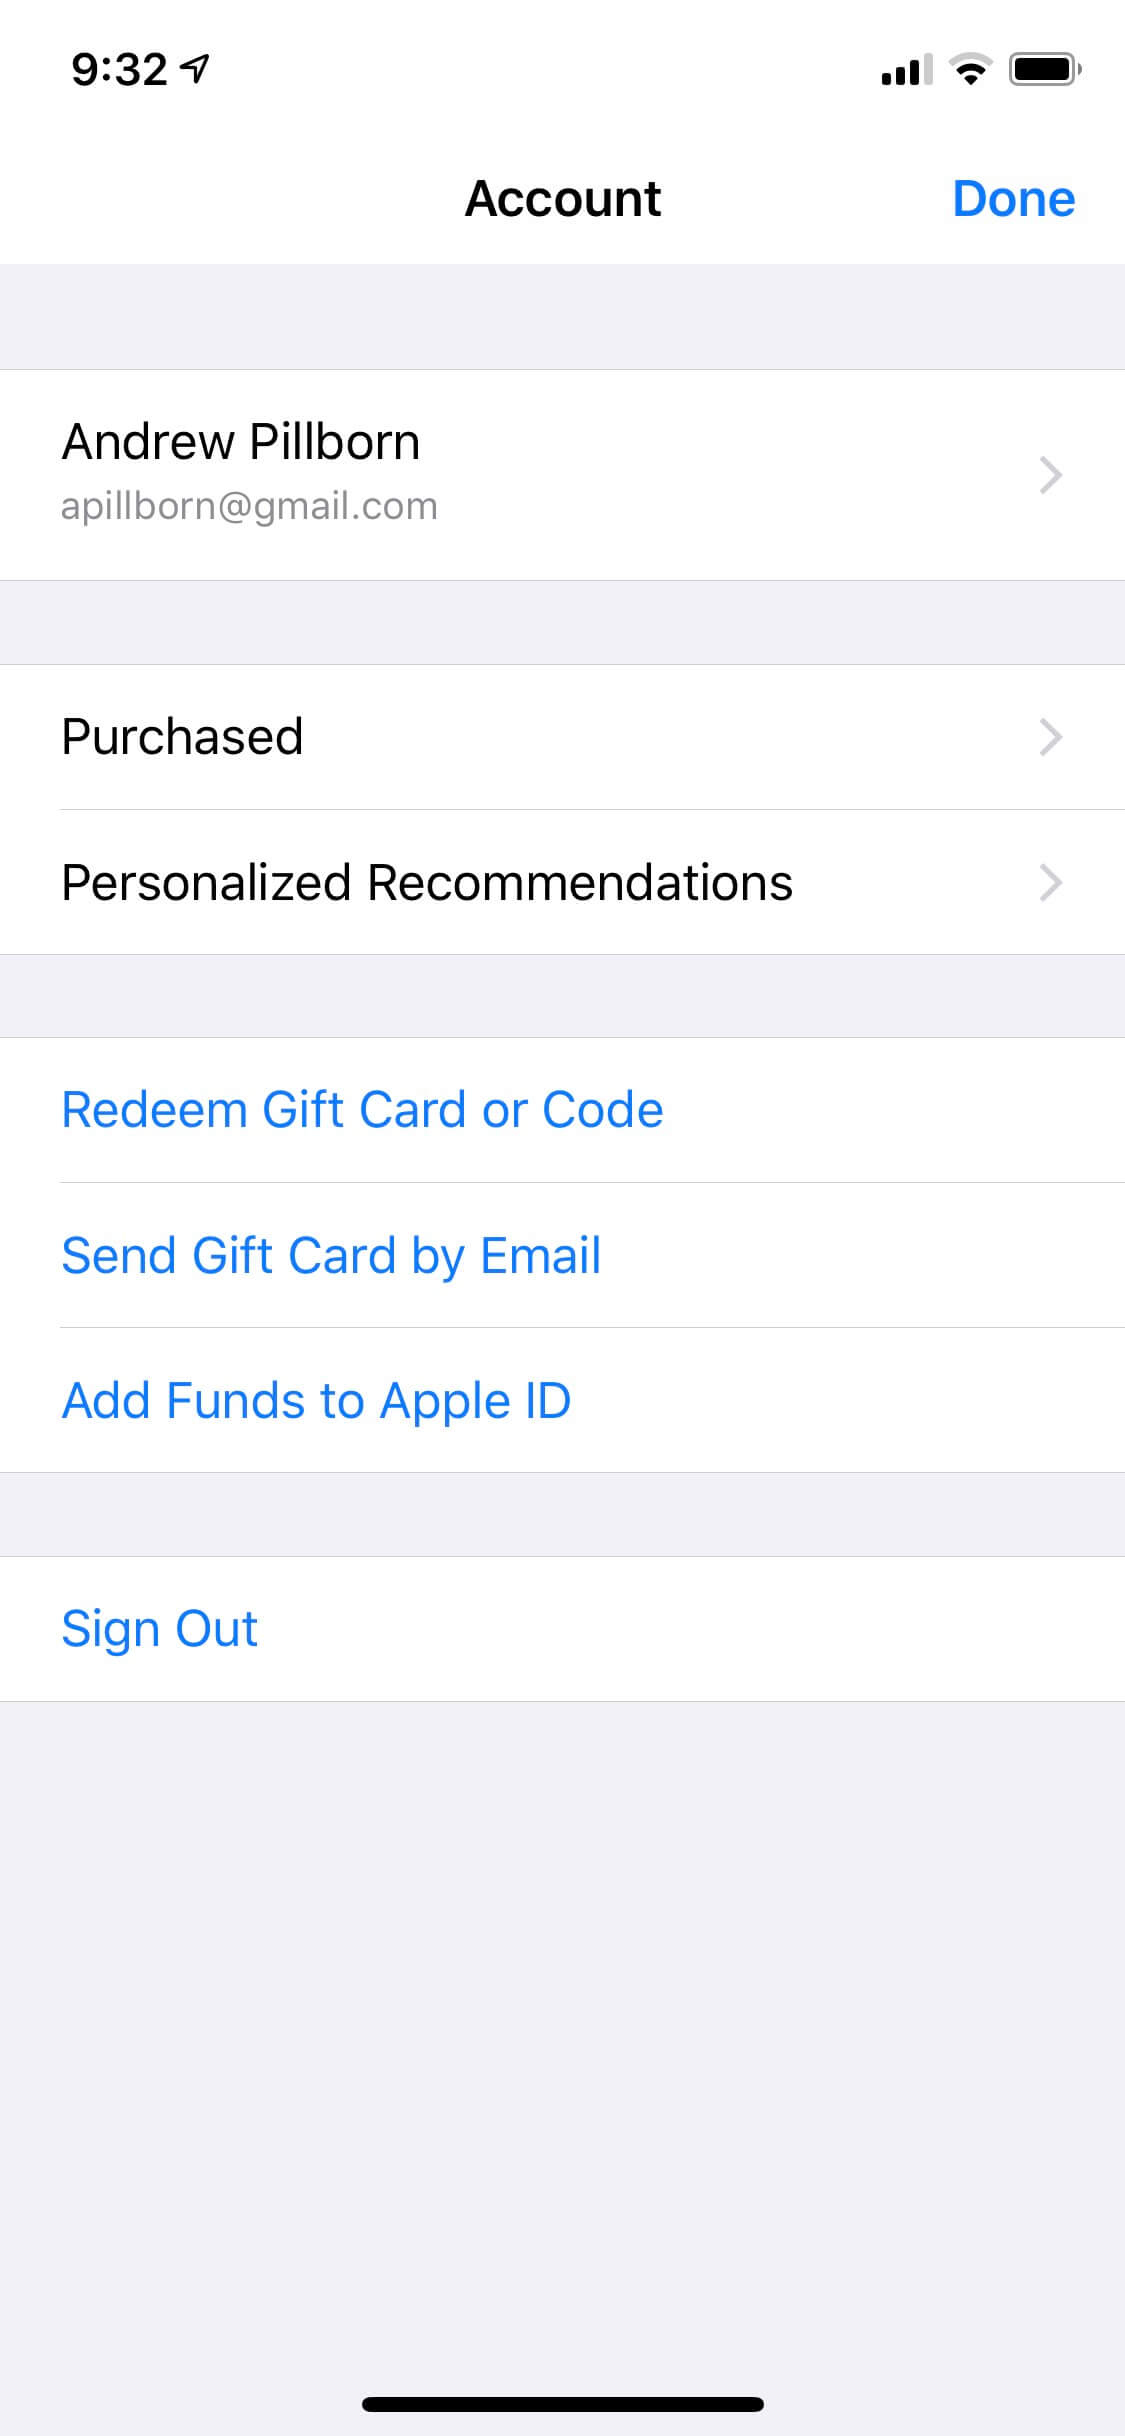 9:32
Account
Done
Andrew Pillborn
apillborn@gmail.com
Purchased
Personalized Recommendations
Redeem Gift Card or Code
Send Gift Card by Email
Add Funds to Apple ID
Sign Out